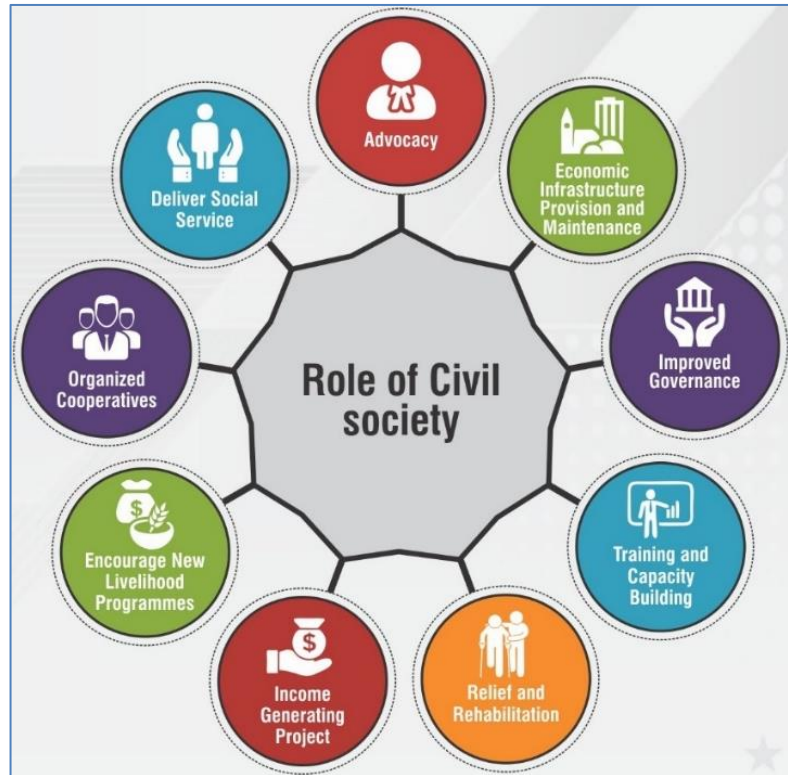 Advocacy
Economic
Infrastructure
Provision and
Maintenance
Improved
Governance
Training and
Capacity
Building
Relief and
Rehabilitation
$
Income
Generating
Project
$
Encourage New
Livelihood
Programmes
Organized
Cooperatives
Deliver Social
Service
Role of Civil
society